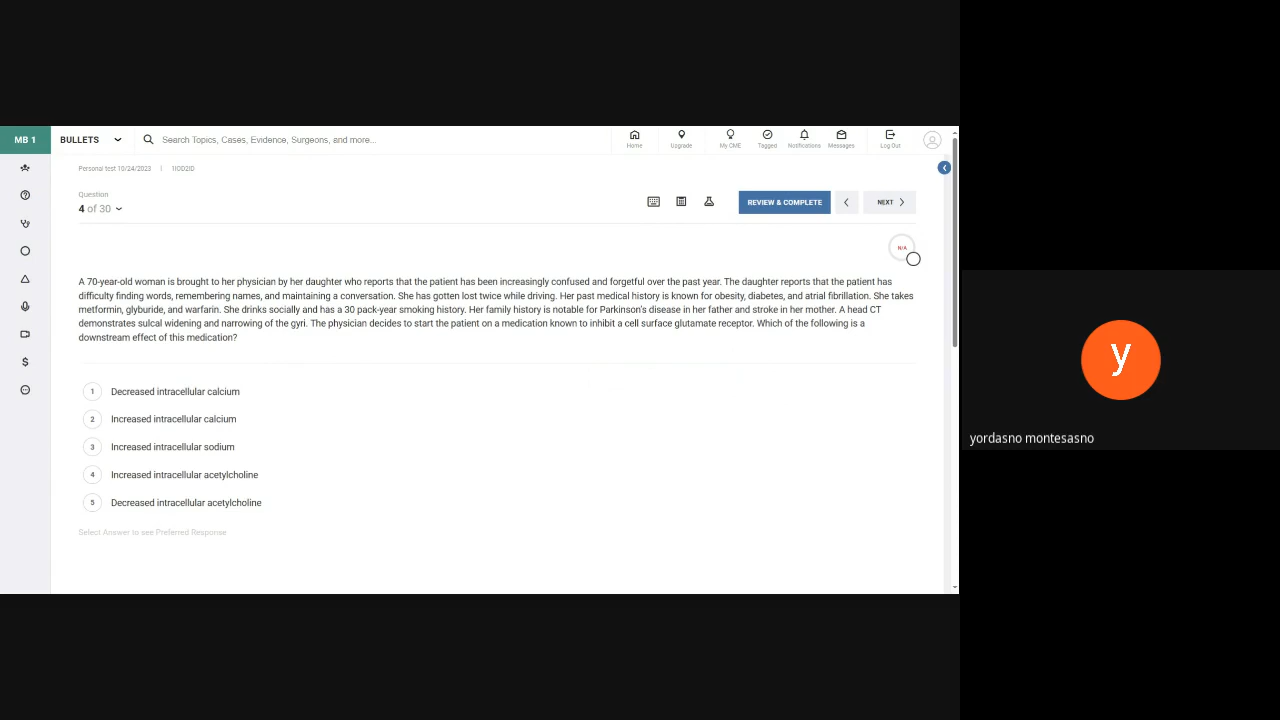 MB 1
BULLETS
Search Topics, Cases, Evidence, Surgeons, and more...
Home
Upgrade
My CME
Tagged
Notifications
Messages
Log Out
Personal test 10/24/2023 | 1IOD2ID
Question
4 of 30
REVIEW & COMPLETE
NEXT
N/A
A 70-year-old woman is brought to her physician by her daughter who reports that the patient has been increasingly confused and forgetful over the past year. The daughter reports that the patient has
difficulty finding words, remembering names, and maintaining a conversation. She has gotten lost twice while driving. Her past medical history is known for obesity, diabetes, and atrial fibrillation. She takes
metformin, glyburide, and warfarin. She drinks socially and has a 30 pack-year smoking history. Her family history is notable for Parkinson's disease in her father and stroke in her mother. A head CT
demonstrates sulcal widening and narrowing of the gyri. The physician decides to start the patient on a medication known to inhibit a cell surface glutamate receptor. Which of the following is a
downstream effect of this medication?
1 Decreased intracellular calcium
2 Increased intracellular calcium
3 Increased intracellular sodium
4 Increased intracellular acetylcholine
5 Decreased intracellular acetylcholine
Select Answer to see Preferred Response
y
yordasno montesasno